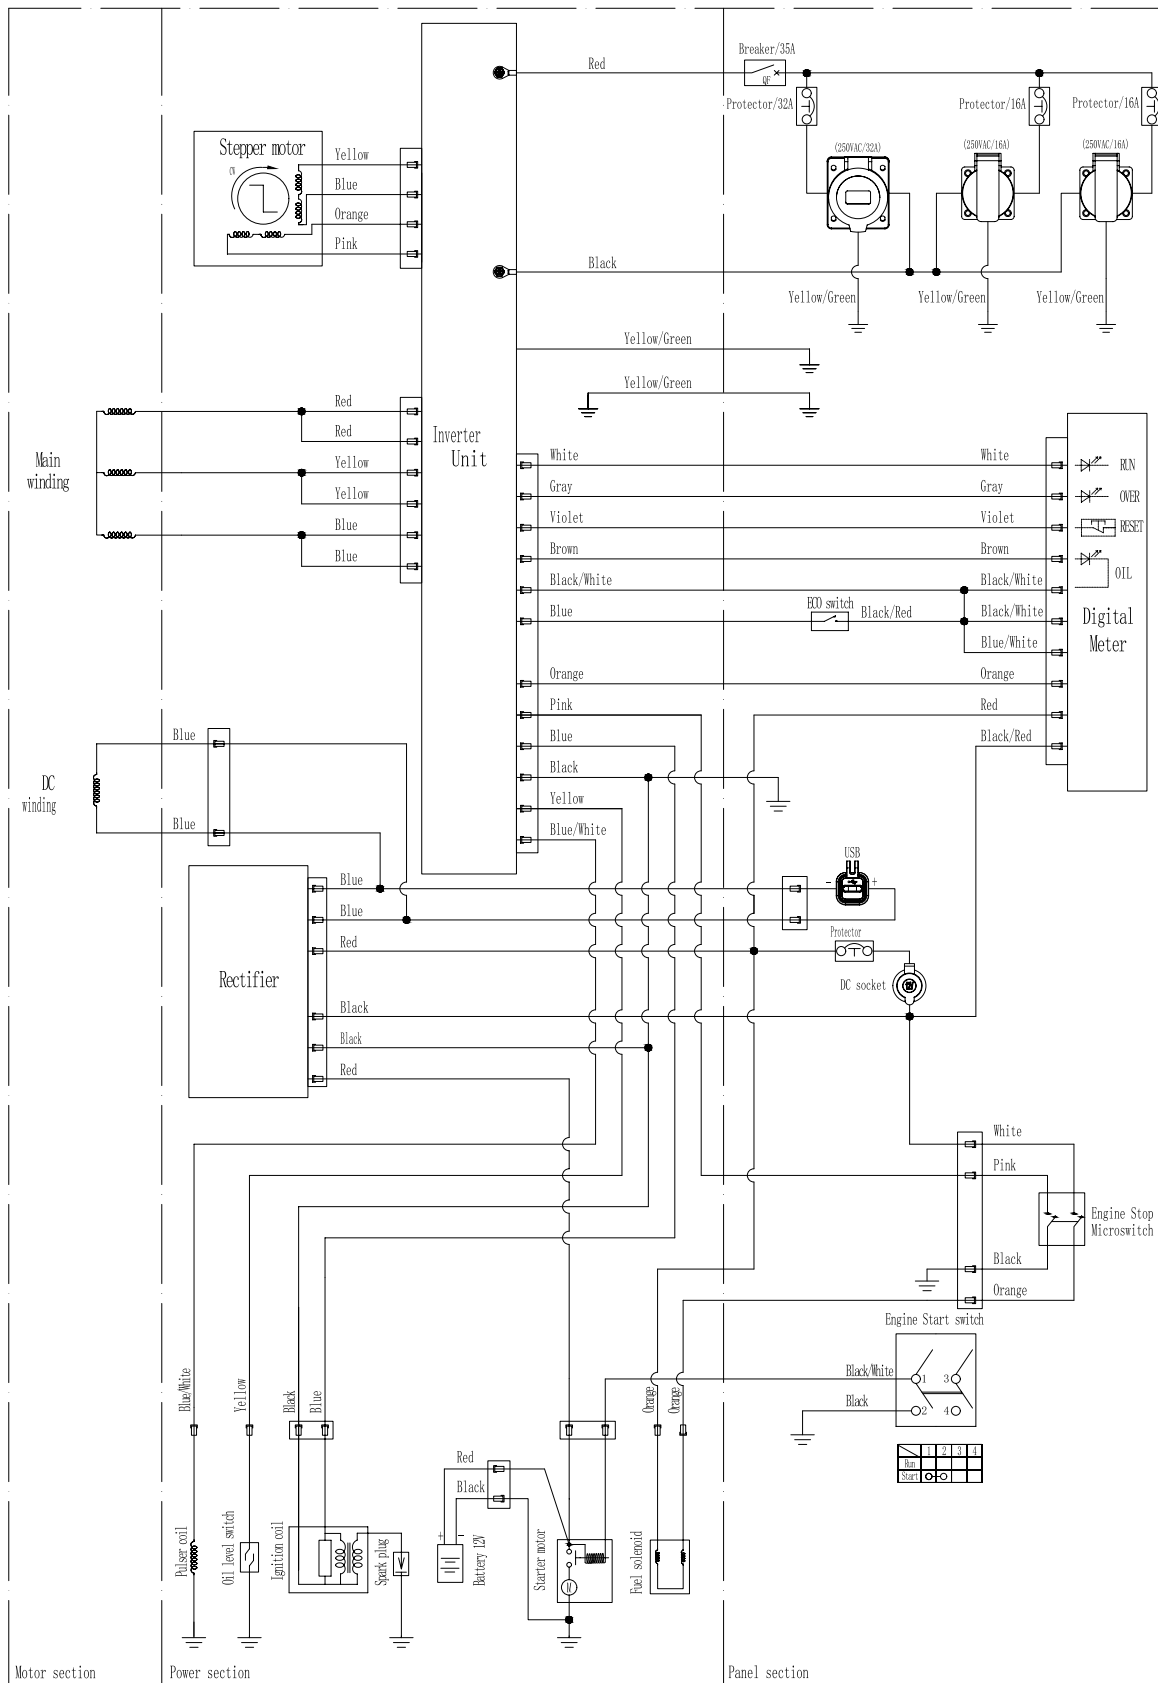 Breaker/35A
Red
QF
Protector/32A
Protector/16A
Protector/16A
(250VAC/32A)
(250VAC/16A)
(250VAC/16A)
Stepper motor
CW
Yellow
Blue
Orange
Pink
Black
Yellow/Green
Yellow/Green
Yellow/Green
Yellow/Green
Yellow/Green
Main
winding
Red
Red
Yellow
Yellow
Blue
Blue
Inverter
Unit
White
White
RUN
Gray
Gray
OVER
Violet
Violet
RESET
Brown
Brown
OIL
Black/White
Black/White
Blue
ECO switch
Black/Red
Black/White
Blue/White
Digital
Meter
Orange
Orange
Pink
Red
Blue
Black/Red
Black
Yellow
Blue/White
DC
winding
Blue
Blue
USB
-
+
Blue
Blue
Red
Protector
Rectifier
DC socket
Black
Black
Red
White
Pink
Engine Stop
Microswitch
Black
Orange
Engine Start switch
Black/White
1
3
Black
2
4
1 2 3 4
Run
Start
Blue/White
Yellow
Black
Blue
Orange
Orange
Red
Black
+
-
Pulser coil
Oil level switch
Ignition coil
Spark plug
Battery 12V
Starter motor
M
Fuel solenoid
Motor section
Power section
Panel section